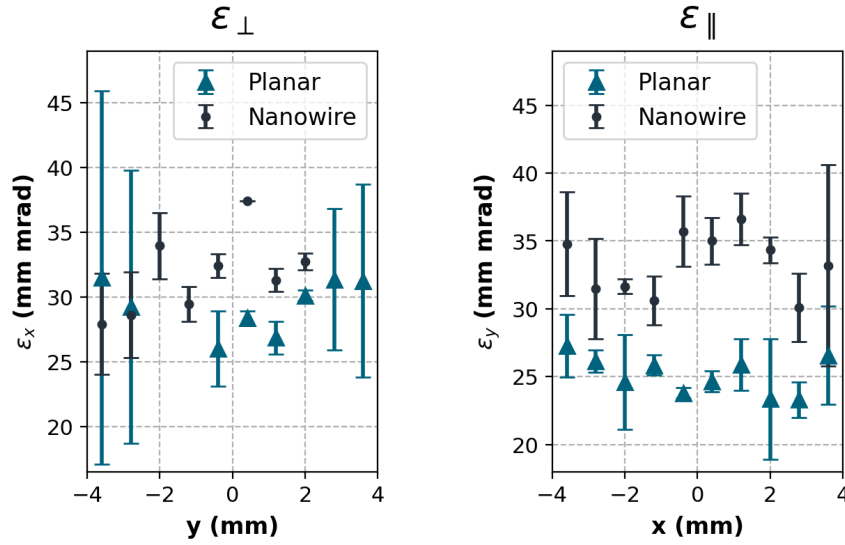 ε⊥
Planar
Nanowire
εx (mm mrad)
45
40
35
30
25
20
−4
−2
0
2
4
y (mm)
ε∥
Planar
Nanowire
εy (mm mrad)
45
40
35
30
25
20
−4
−2
0
2
4
x (mm)